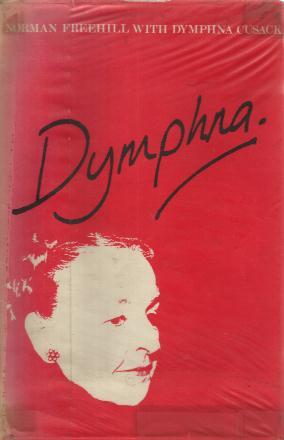 NORMAN FREEHILL WITH DYMPHNA CUSACK
Dymphna.